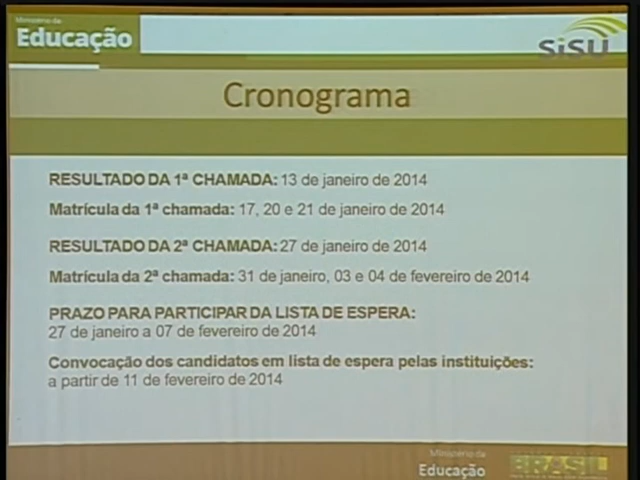 Ministério da
Educação
SiSU
Cronograma
RESULTADO DA 1ª CHAMADA: 13 de janeiro de 2014
Matrícula da 1ª chamada: 17, 20 e 21 de janeiro de 2014
RESULTADO DA 2ª CHAMADA: 27 de janeiro de 2014
Matrícula da 2ª chamada: 31 de janeiro, 03 e 04 de fevereiro de 2014
PRAZO PARA PARTICIPAR DA LISTA DE ESPERA:
27 de janeiro a 07 de fevereiro de 2014
Convocação dos candidatos em lista de espera pelas instituições:
a partir de 11 de fevereiro de 2014
Ministério da
Educação
BRASIL